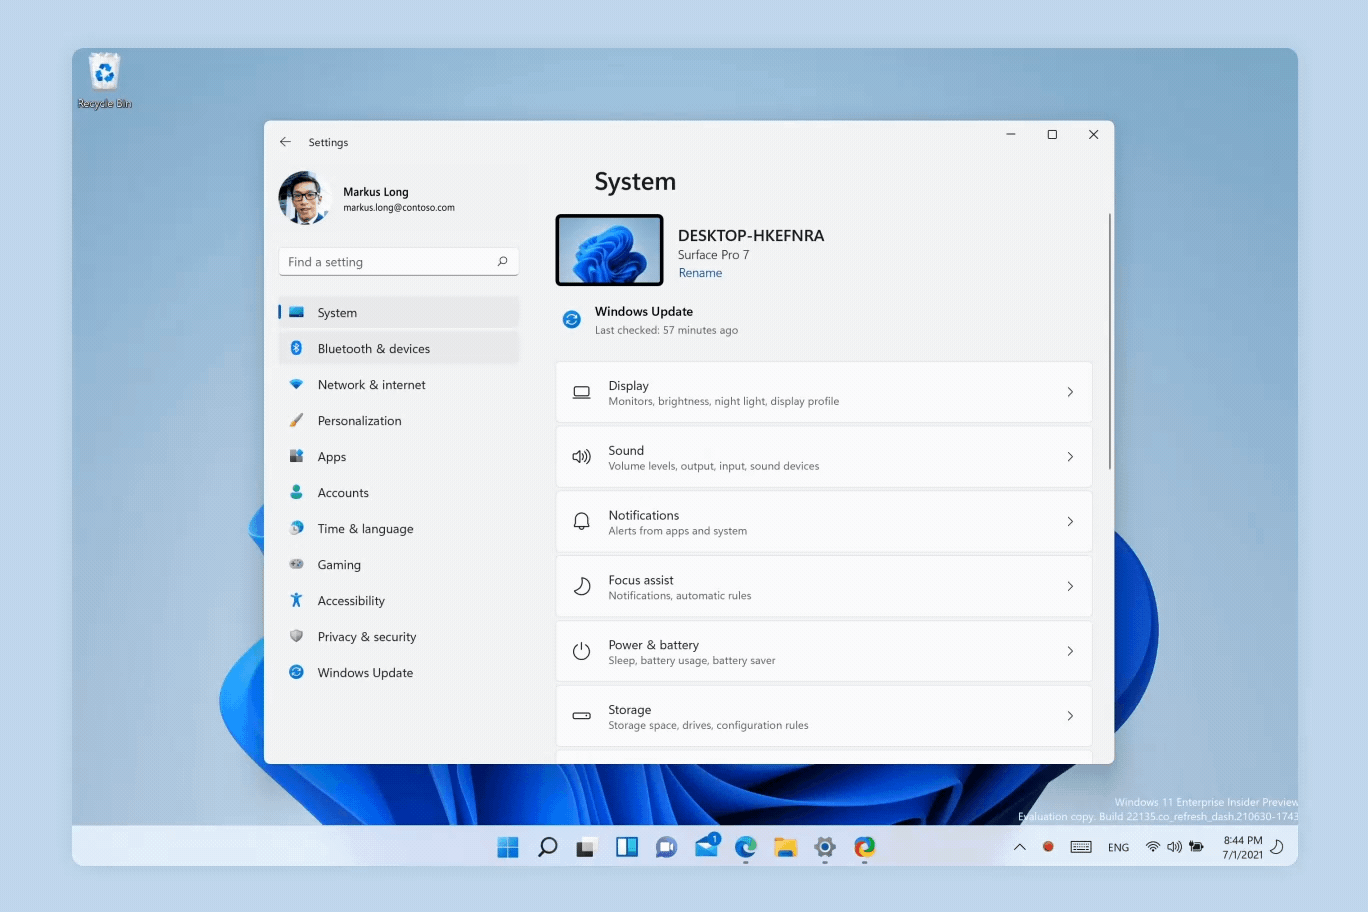 Recycle Bin
Settings
Markus Long
markus.long@contoso.com
Find a setting
System
Bluetooth & devices
Network & internet
Personalization
Apps
Accounts
Time & language
Gaming
Accessibility
Privacy & security
Windows Update
System
DESKTOP-HKEFNRA
Surface Pro 7
Rename
Windows Update
Last checked: 57 minutes ago
Display
Monitors, brightness, night light, display profile
Sound
Volume levels, output, input, sound devices
Notifications
Alerts from apps and system
Focus assist
Notifications, automatic rules
Power & battery
Sleep, battery usage, battery saver
Storage
Storage space, drives, configuration rules
Windows 11 Enterprise Insider Preview
Evaluation copy. Build 22135.co_refresh_dash.210630-1743
1
ENG
8:44 PM
7/1/2021